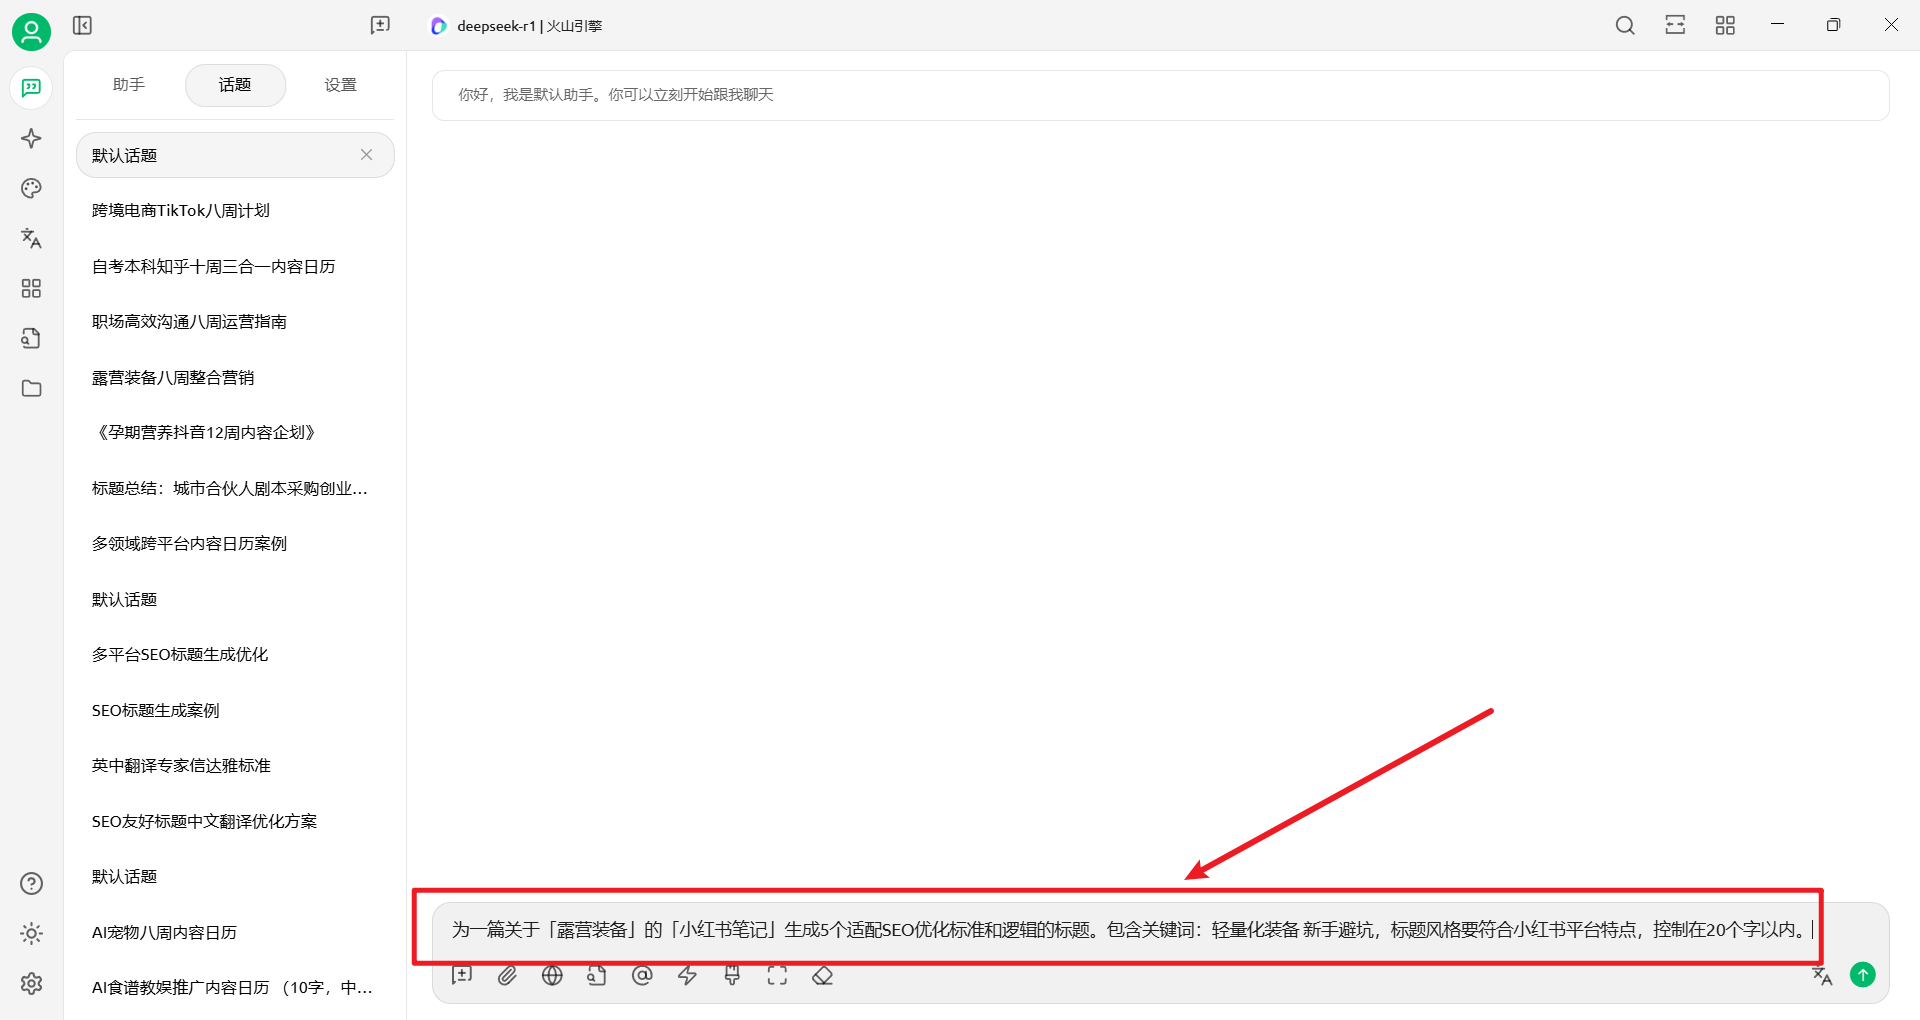 deepseek-r1 | 火山引擎
助手
话题
设置
默认话题
跨境电商TikTok八周计划
自考本科知乎十周三合一内容日历
职场高效沟通八周运营指南
露营装备八周整合营销
《孕期营养抖音12周内容企划》
标题总结：城市合伙人剧本采购创业...
多领域跨平台内容日历案例
默认话题
多平台SEO标题生成优化
SEO标题生成案例
英中翻译专家信达雅标准
SEO友好标题中文翻译优化方案
默认话题
AI宠物八周内容日历
AI食谱教娱推广内容日历 （10字，中...
你好，我是默认助手。你可以立刻开始跟我聊天
为一篇关于「露营装备」的「小红书笔记」生成5个适配SEO优化标准和逻辑的标题。包含关键词：轻量化装备 新手避坑，标题风格要符合小红书平台特点，控制在20个字以内。